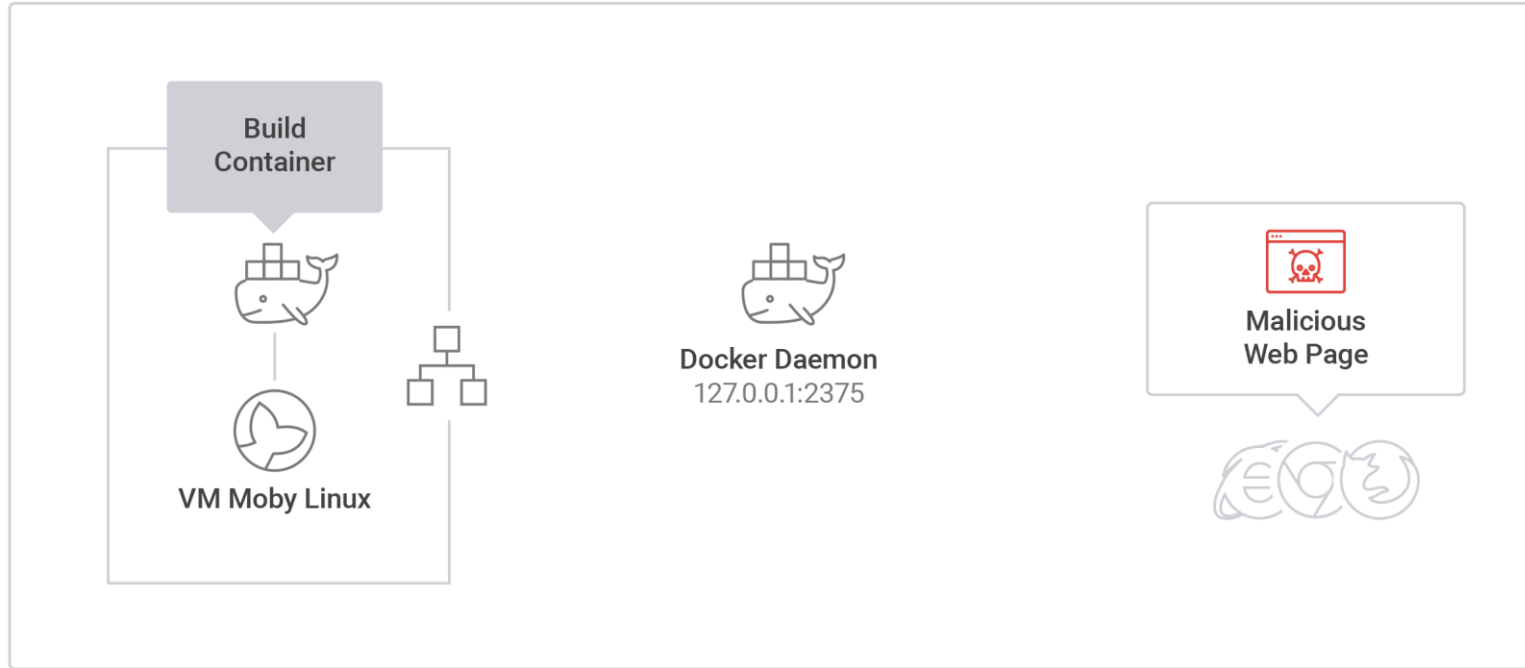 Build
Container
VM Moby Linux
Docker Daemon
127.0.0.1:2375
Malicious
Web Page